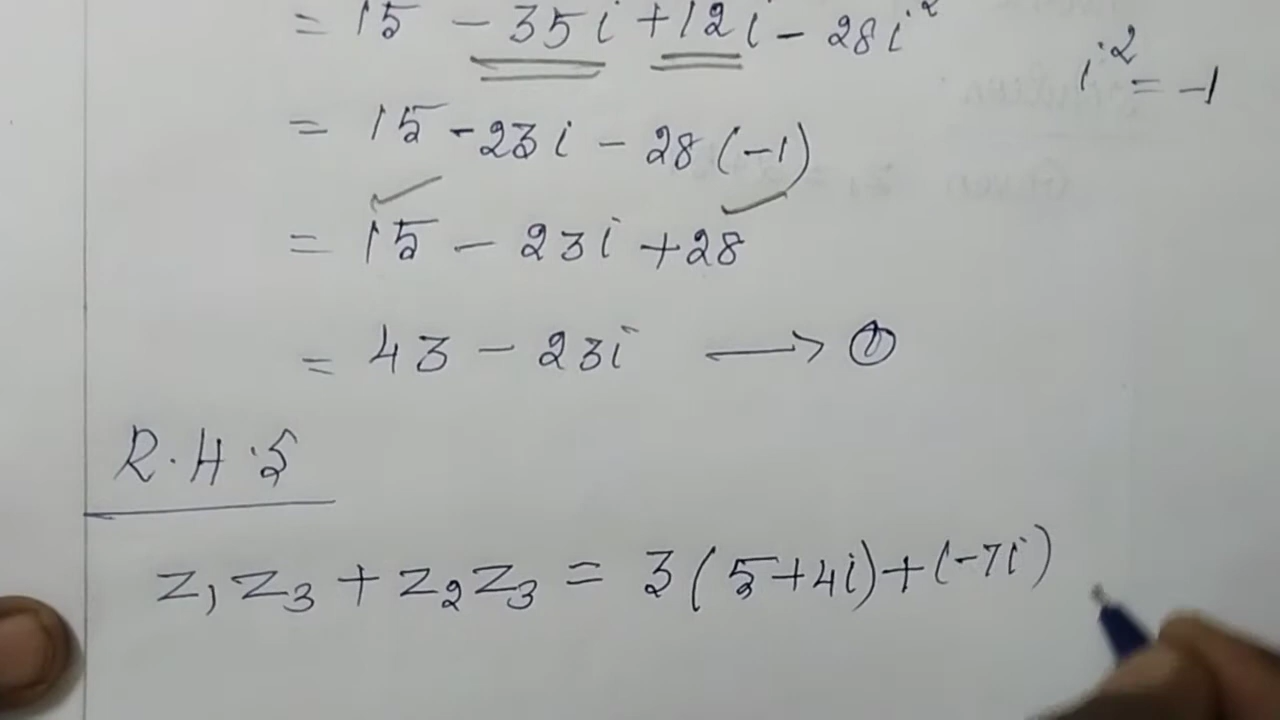 = 15 - 35i + 12i - 28i²
i² = -1
= 15 - 23i - 28(-1)
= 15 - 23i + 28
= 43 - 23i → ①
R.H.S
z₁z₃ + z₂z₃ = 3(5+4i) + (-7i)